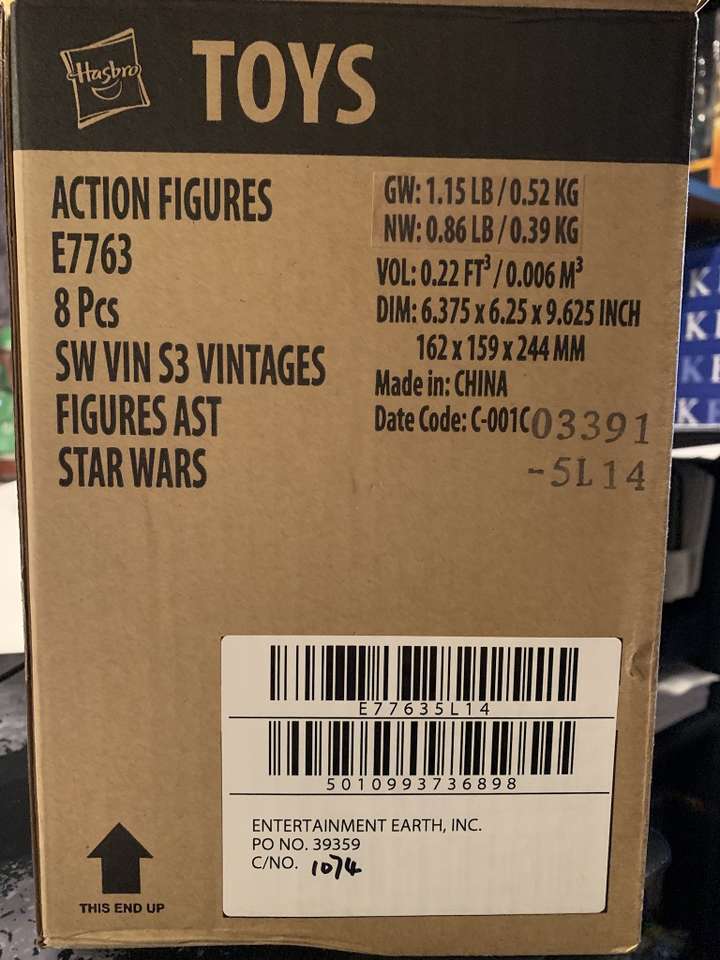 Hasbro
TOYS
ACTION FIGURES
E7763
8 Pcs
SW VIN S3 VINTAGES
FIGURES AST
STAR WARS
GW: 1.15 LB / 0.52 KG
NW: 0.86 LB / 0.39 KG
VOL: 0.22 FT³ / 0.006 M³
DIM: 6.375 x 6.25 x 9.625 INCH
162 x 159 x 244 MM
Made in: CHINA
Date Code: C-001C03391
-5L14
E77635L14
5010993736898
ENTERTAINMENT EARTH, INC.
PO NO. 39359
C/NO. 1074
THIS END UP